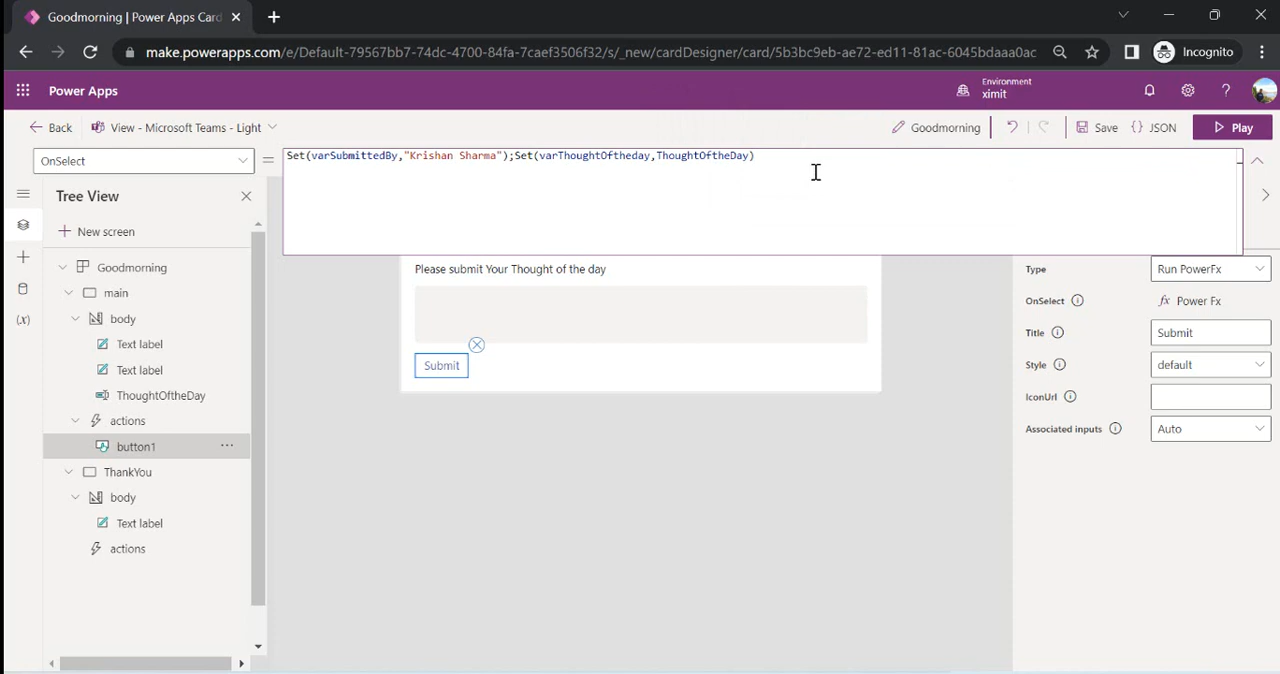 Goodmorning | Power Apps Card
make.powerapps.com/e/Default-79567bb7-74dc-4700-84fa-7caef3506f32/s/_new/cardDesigner/card/5b3bc9eb-ae72-ed11-81ac-6045bdaaa0ac
Incognito
Power Apps
Environment
ximit
Back
View - Microsoft Teams - Light
Goodmorning
Save
{ } JSON
Play
OnSelect
=
Set(varSubmittedBy,"Krishan Sharma");Set(varThoughtOftheday,ThoughtOftheDay)
Tree View
New screen
Goodmorning
main
body
Text label
Text label
ThoughtOftheDay
actions
button1
ThankYou
body
Text label
actions
Please submit Your Thought of the day
Submit
Type
Run PowerFx
OnSelect
fx Power Fx
Title
Submit
Style
default
IconUrl
Associated inputs
Auto